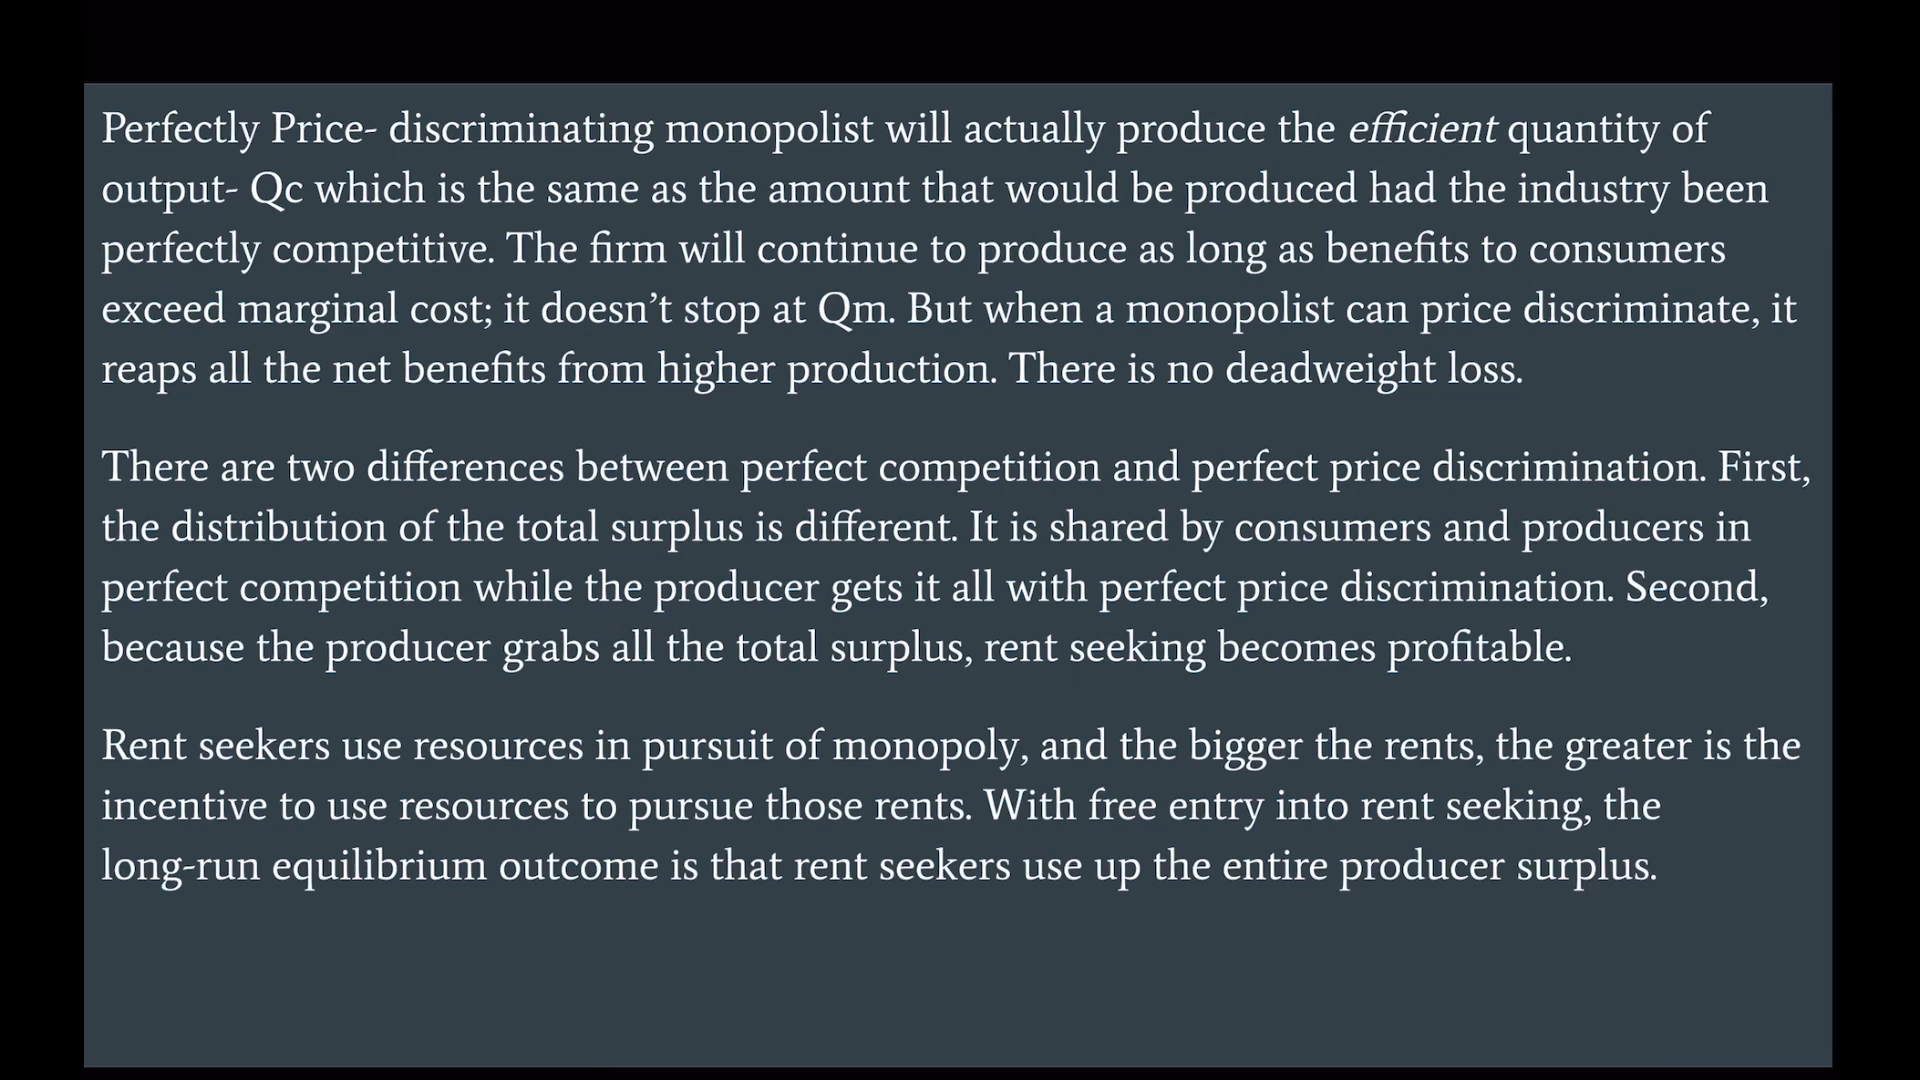 Perfectly Price- discriminating monopolist will actually produce the efficient quantity of
output- Qc which is the same as the amount that would be produced had the industry been
perfectly competitive. The firm will continue to produce as long as benefits to consumers
exceed marginal cost; it doesn’t stop at Qm. But when a monopolist can price discriminate, it
reaps all the net benefits from higher production. There is no deadweight loss.
There are two differences between perfect competition and perfect price discrimination. First,
the distribution of the total surplus is different. It is shared by consumers and producers in
perfect competition while the producer gets it all with perfect price discrimination. Second,
because the producer grabs all the total surplus, rent seeking becomes profitable.
Rent seekers use resources in pursuit of monopoly, and the bigger the rents, the greater is the
incentive to use resources to pursue those rents. With free entry into rent seeking, the
long-run equilibrium outcome is that rent seekers use up the entire producer surplus.